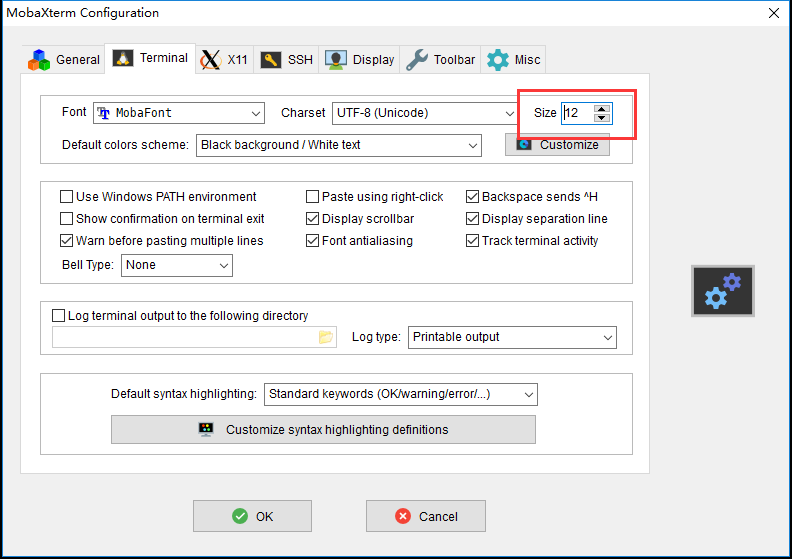 MobaXterm Configuration
General Terminal X11 SSH Display Toolbar Misc
Font MobaFont Charset UTF-8 (Unicode) Size 12
Default colors scheme: Black background / White text Customize
Use Windows PATH environment Paste using right-click Backspace sends ^H
Show confirmation on terminal exit Display scrollbar Display separation line
Warn before pasting multiple lines Font antialiasing Track terminal activity
Bell Type: None
Log terminal output to the following directory
Log type: Printable output
Default syntax highlighting: Standard keywords (OK/warning/error/...)
Customize syntax highlighting definitions
OK Cancel